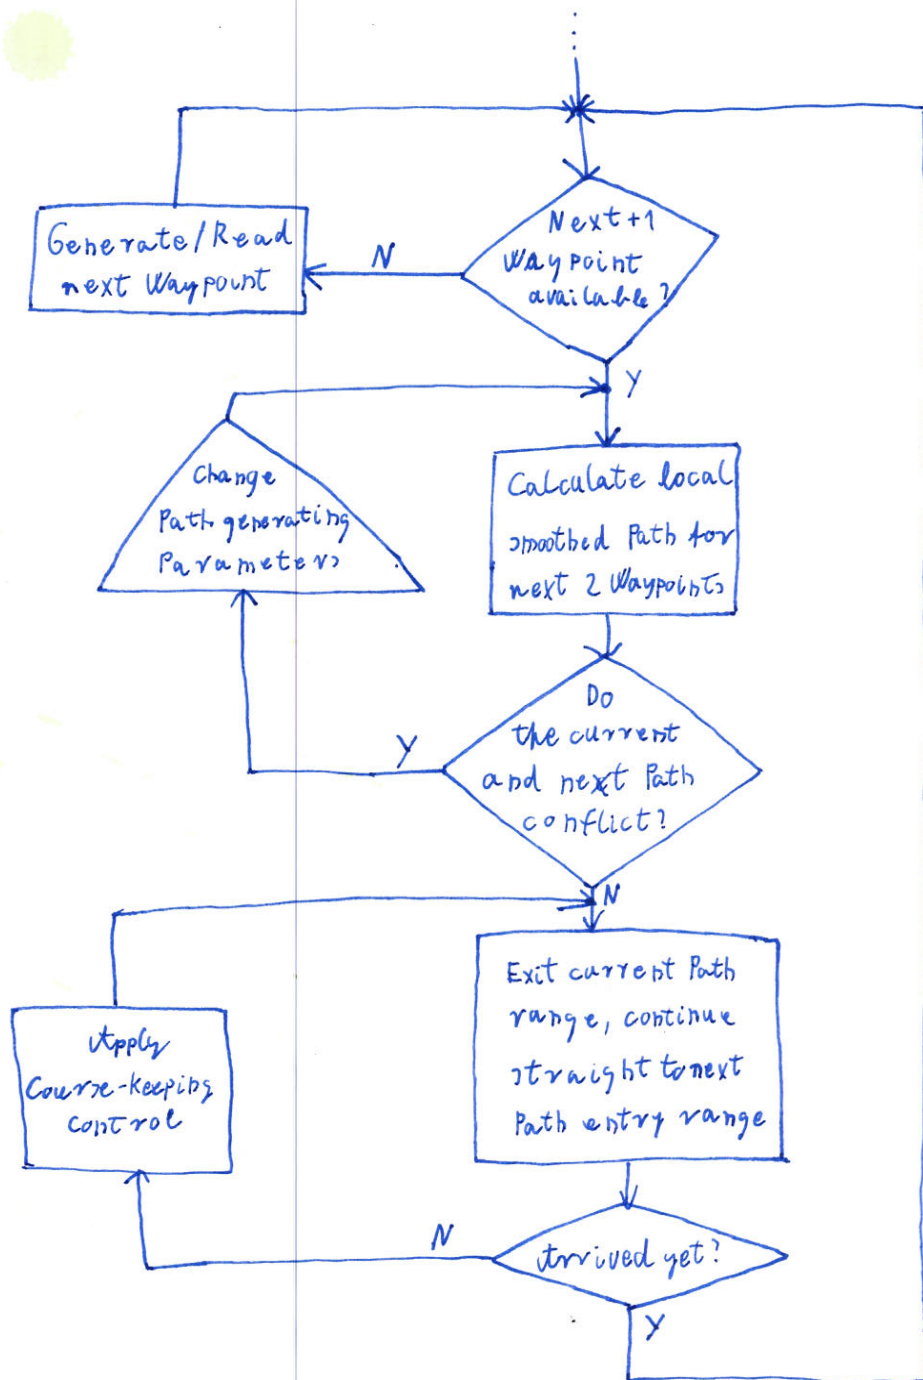 Next+1
Waypoint
available?
N
Generate/Read
next Waypoint
Y
Calculate local
smoothed Path for
next 2 Waypoints
Change
Path generating
Parameters
Do
the current
and next Path
conflict?
Y
N
Exit current Path
range, continue
straight to next
Path entry range
Apply
Course-keeping
control
Arrived yet?
N
Y